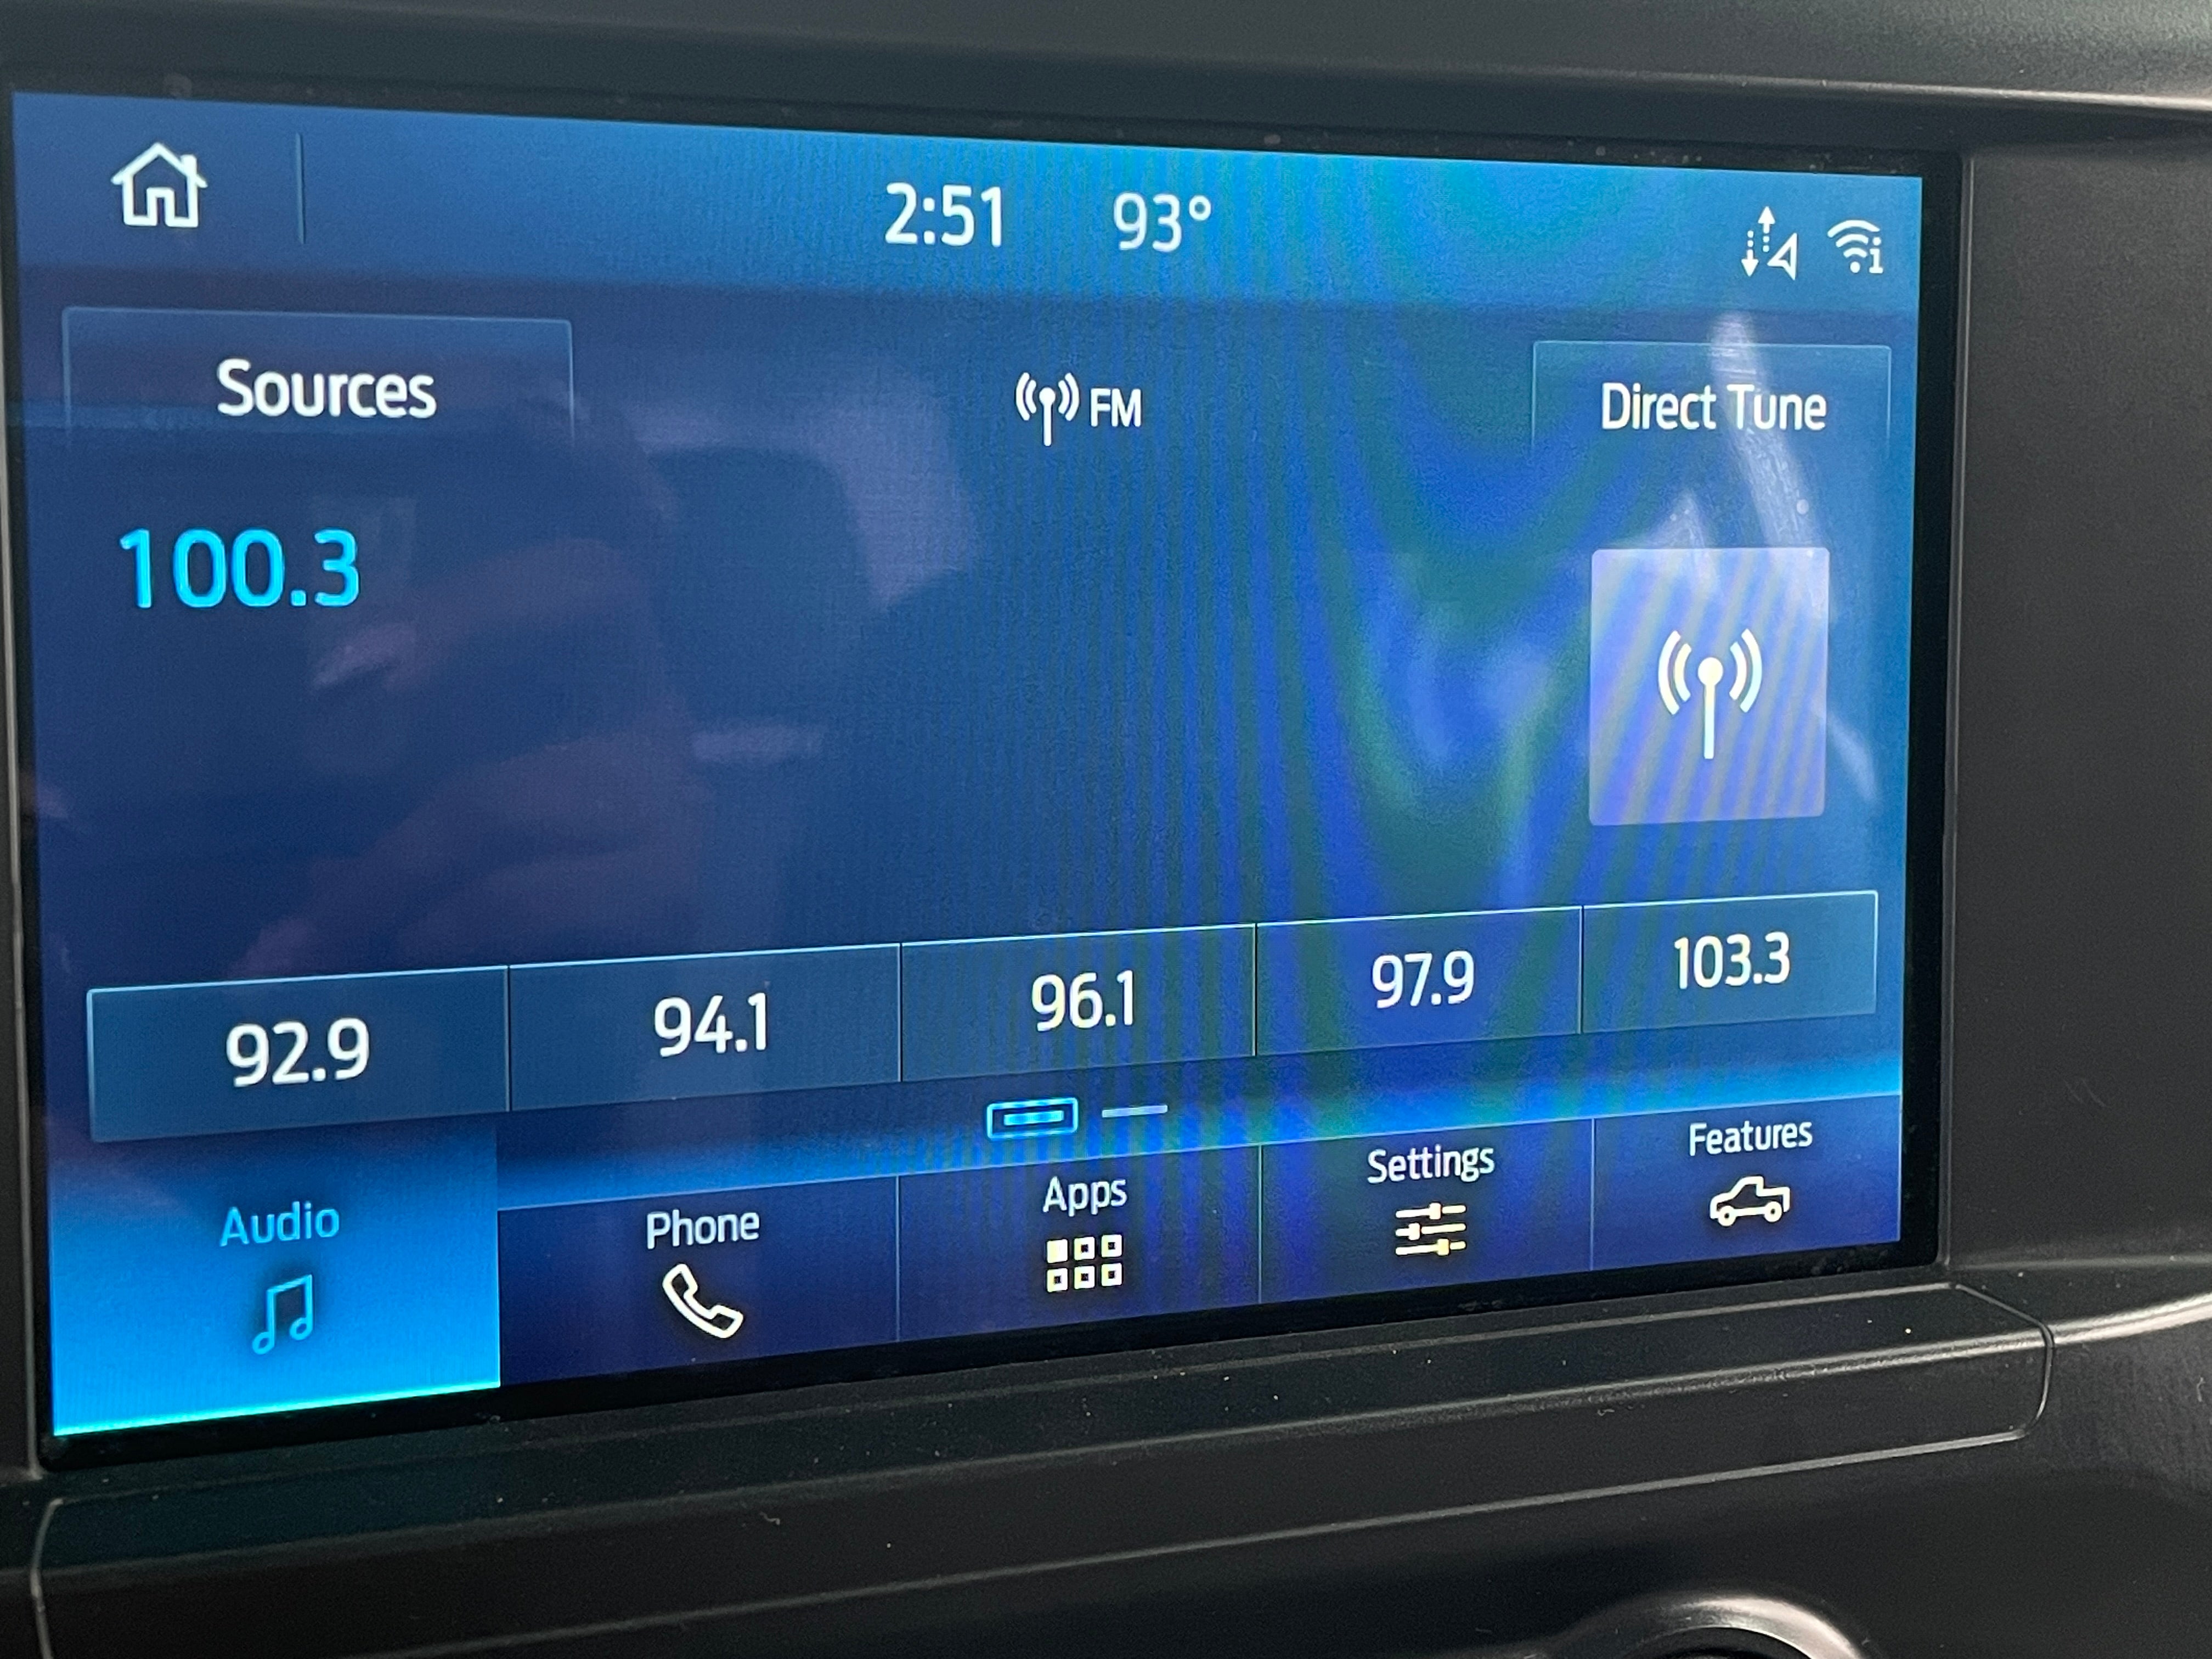 2:51 93°
Sources FM Direct Tune
100.3
92.9 94.1 96.1 97.9 103.3
Audio Phone Apps Settings Features